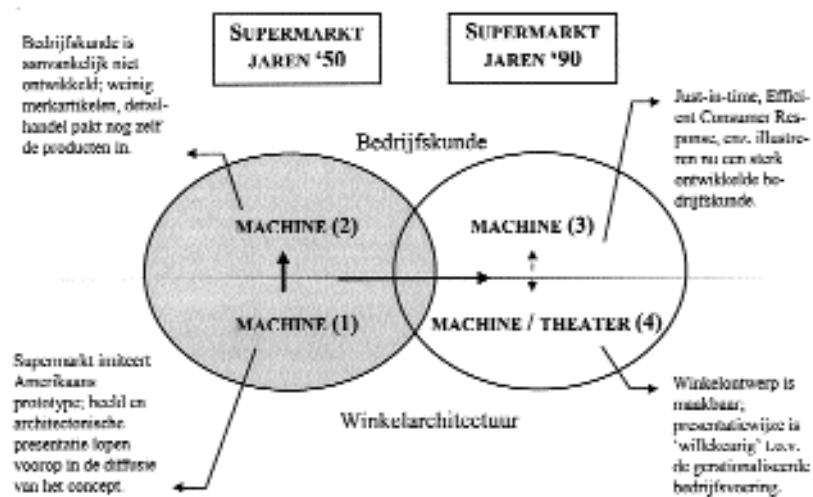 SUPERMARKT
JAREN '50
SUPERMARKT
JAREN '90
Bedrijfskunde is
aanvankelijk niet
ontwikkeld; weinig
merkartikelen, detail-
handel pakt nog zelf
de producten in.
Just-in-time, Effici-
ent Consumer Res-
ponse, enz. illustre-
ren nu een sterk
ontwikkelde be-
drijfskunde.
Bedrijfskunde
MACHINE (2)
MACHINE (3)
MACHINE (1)
MACHINE / THEATER (4)
Winkelarchitectuur
Supermarkt imiteert
Amerikaans
prototype; beeld en
architectonische
presentatie lopen
voorop in de diffusie
van het concept.
Winkelontwerp is
maakbaar;
presentatiewijze is
'willekeurig' t.o.v.
de gerationaliseerde
bedrijfsvoering.